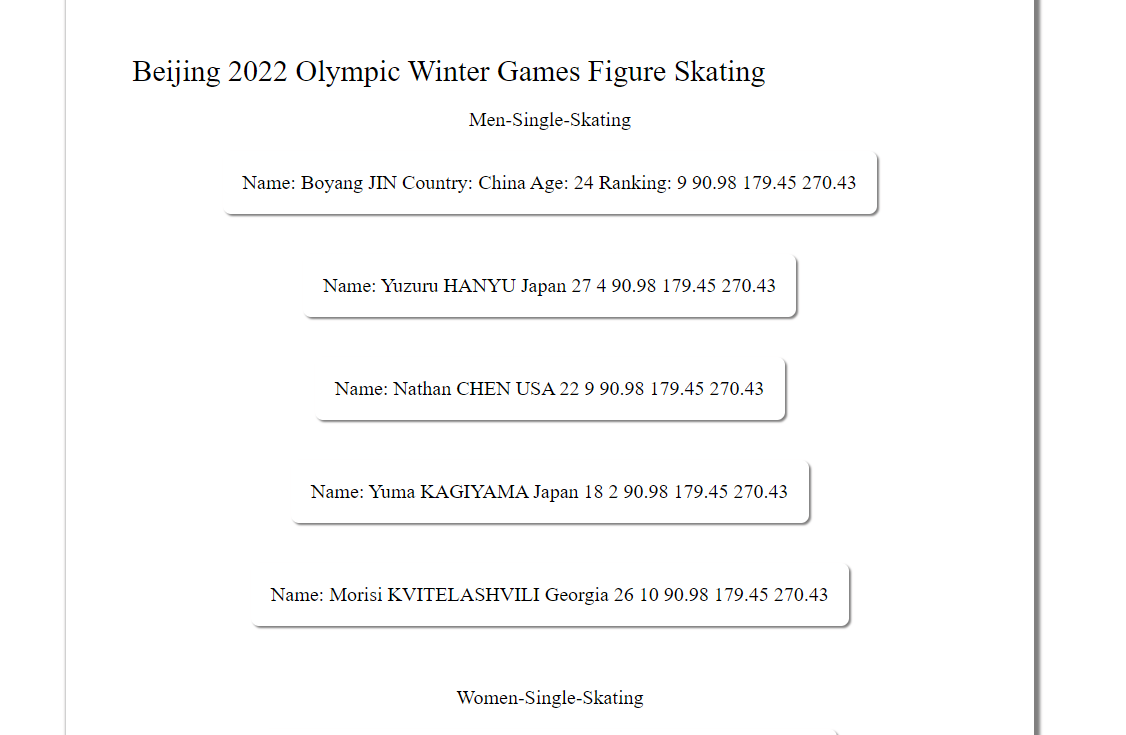 Beijing 2022 Olympic Winter Games Figure Skating
Men-Single-Skating
Name: Boyang JIN Country: China Age: 24 Ranking: 9 90.98 179.45 270.43
Name: Yuzuru HANYU Japan 27 4 90.98 179.45 270.43
Name: Nathan CHEN USA 22 9 90.98 179.45 270.43
Name: Yuma KAGIYAMA Japan 18 2 90.98 179.45 270.43
Name: Morisi KVITELASHVILI Georgia 26 10 90.98 179.45 270.43
Women-Single-Skating